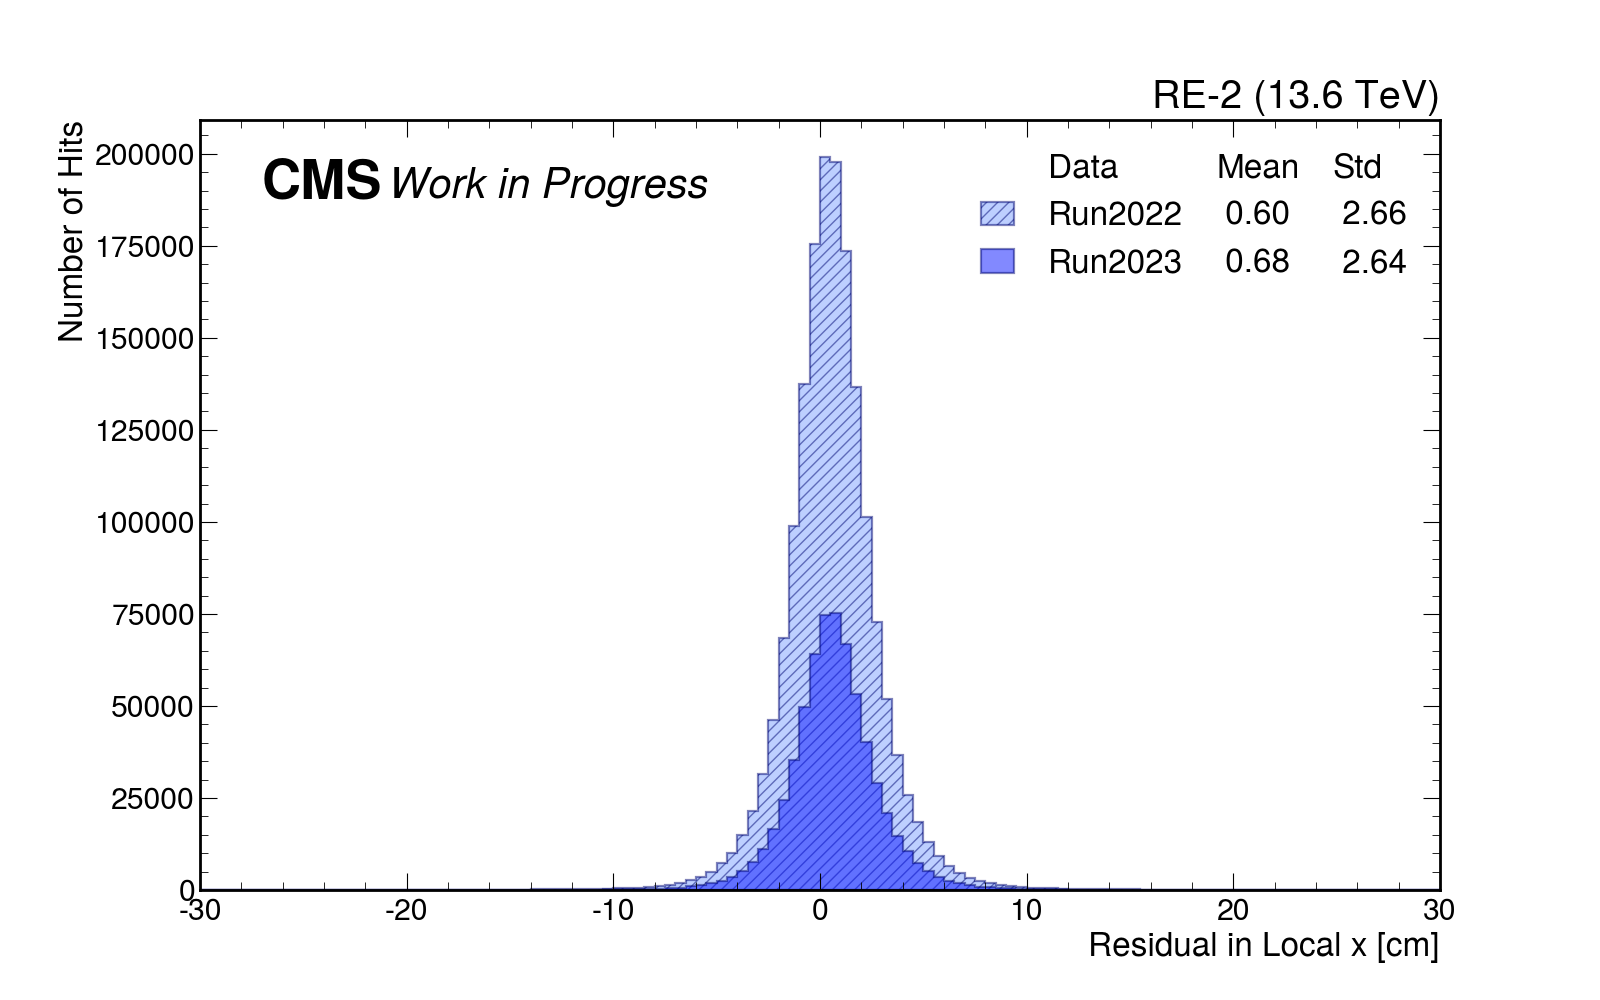 RE-2 (13.6 TeV)
Number of Hits
CMS Work in Progress
Data Mean Std
Run2022 0.60 2.66
Run2023 0.68 2.64
200000
175000
150000
125000
100000
75000
50000
25000
0
-30 -20 -10 0 10 20 30
Residual in Local x [cm]